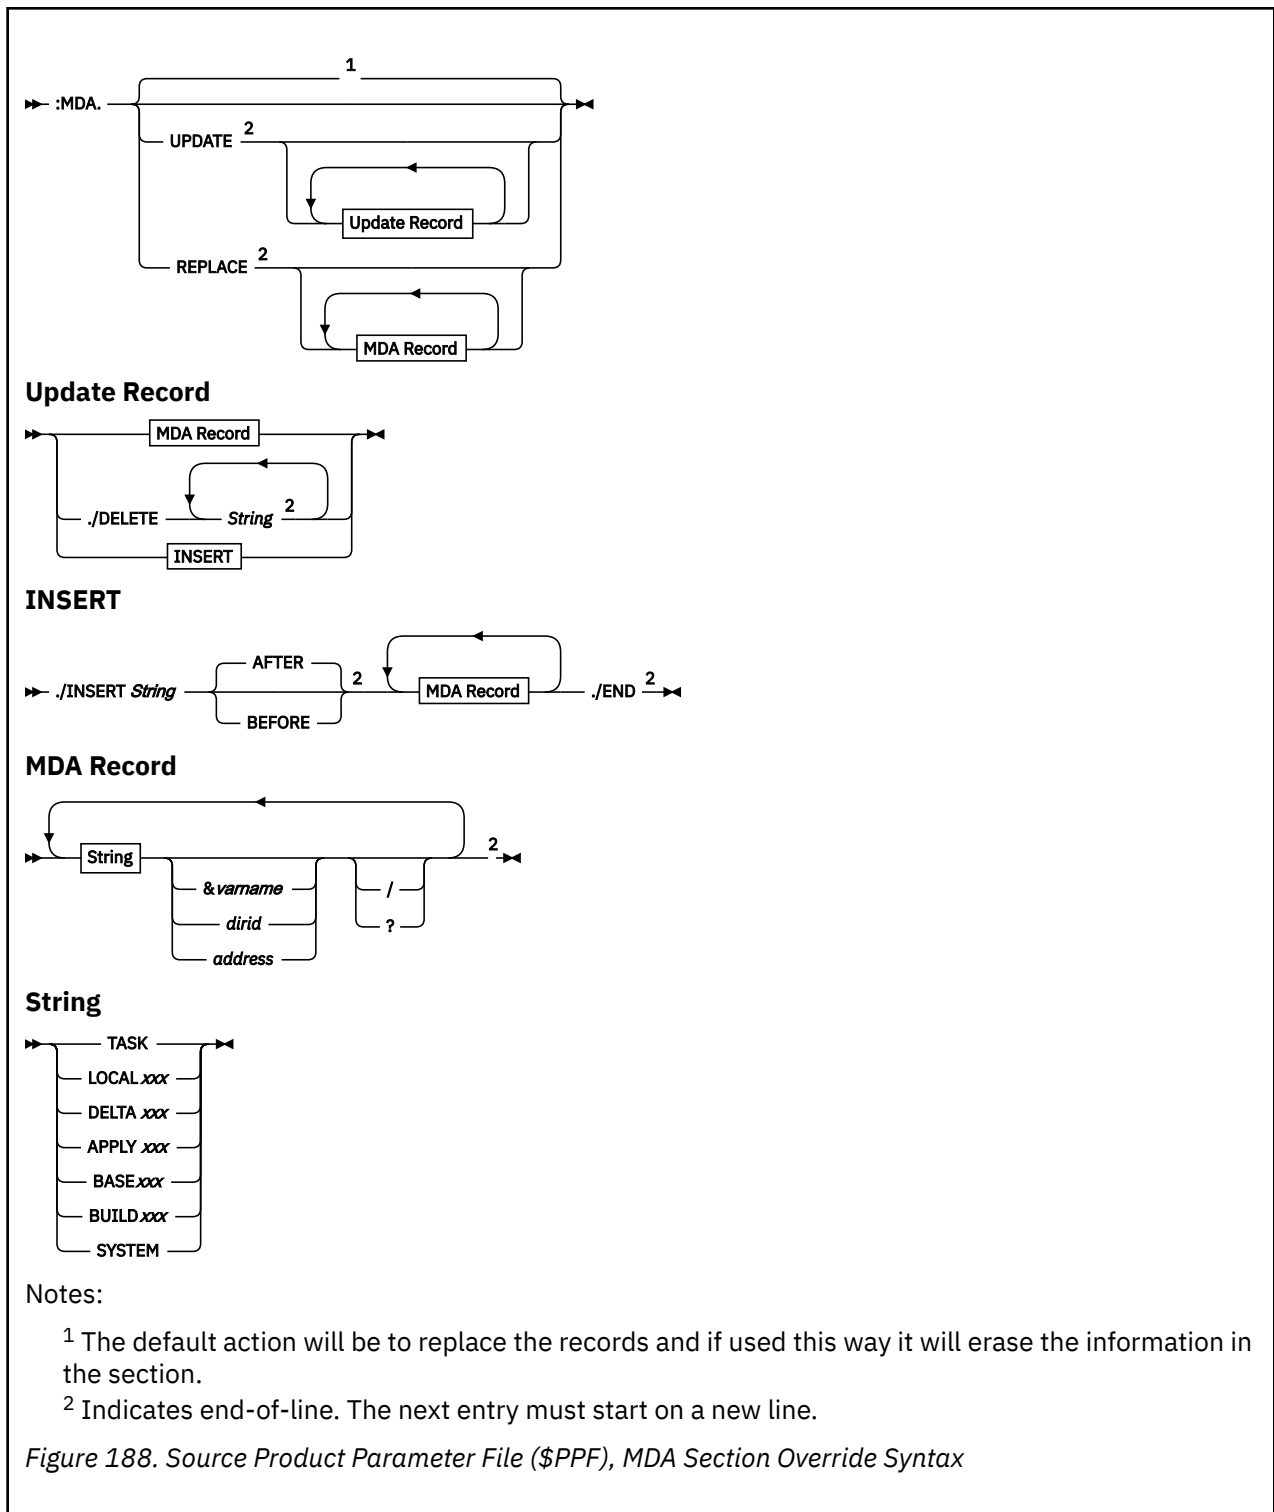 1
:MDA.
UPDATE 2
Update Record
REPLACE 2
MDA Record
Update Record
MDA Record
./DELETE String 2
INSERT
INSERT
AFTER
./INSERT String 2 MDA Record ./END 2
BEFORE
MDA Record
String 2
&varname /
dirid ?
address
String
TASK
LOCALxxx
DELTA xxx
APPLY xxx
BASExxx
BUILDxxx
SYSTEM
Notes:
1 The default action will be to replace the records and if used this way it will erase the information in
the section.
2 Indicates end-of-line. The next entry must start on a new line.
Figure 188. Source Product Parameter File ($PPF), MDA Section Override Syntax